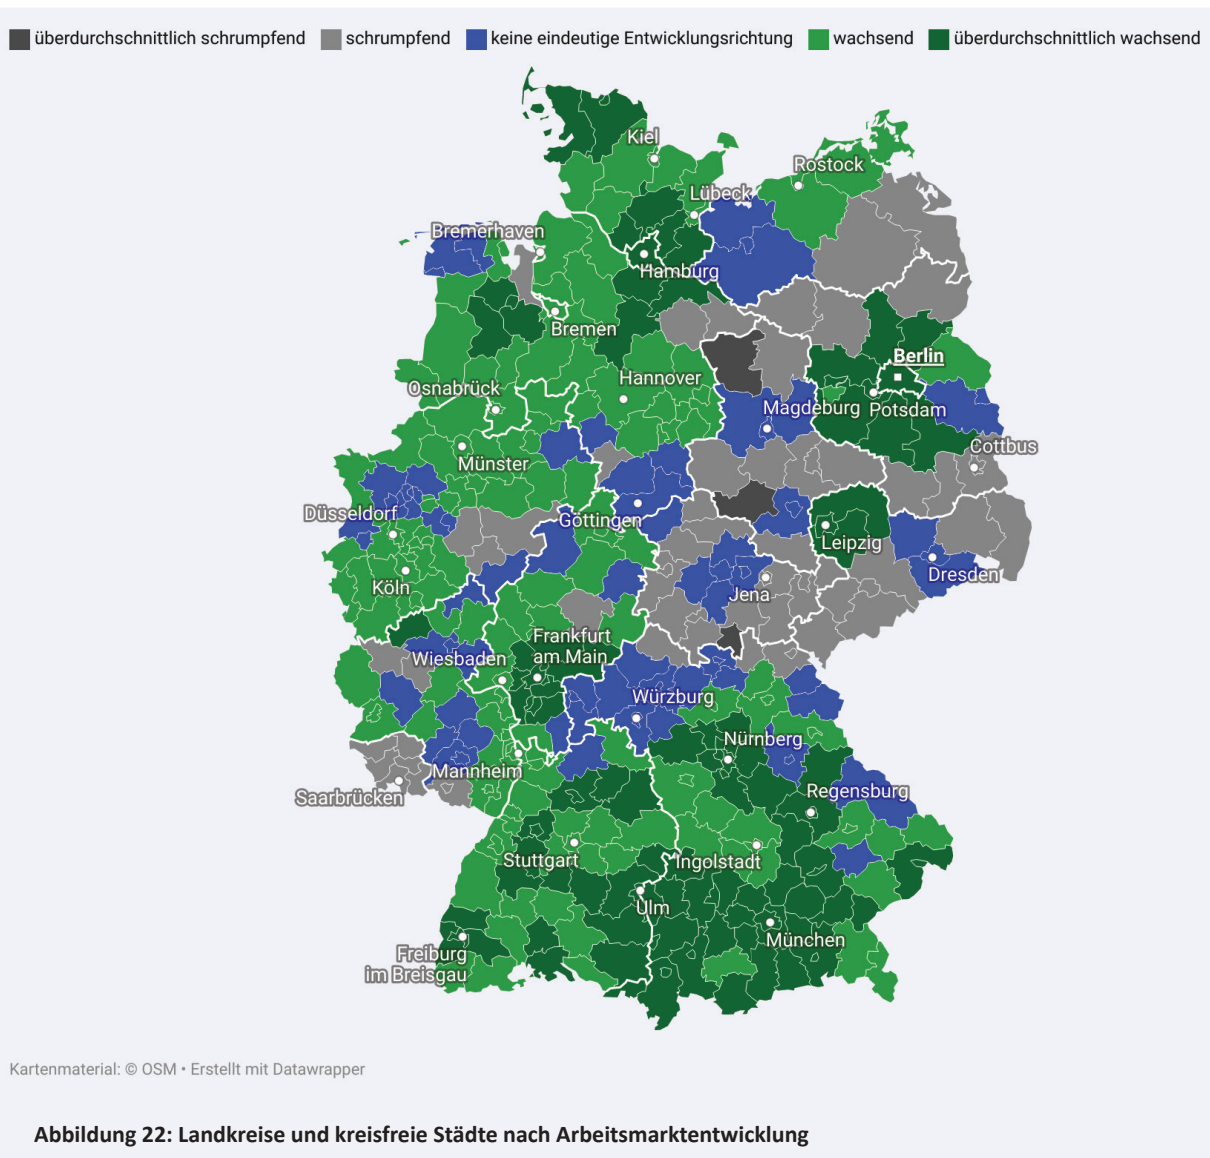 überdurchschnittlich schrumpfend schrumpfend keine eindeutige Entwicklungsrichtung wachsend überdurchschnittlich wachsend
Kiel
Rostock
Lübeck
Bremerhaven
Hamburg
Bremen
Berlin
Hannover
Osnabrück
Magdeburg
Potsdam
Cottbus
Münster
Düsseldorf
Göttingen
Leipzig
Dresden
Köln
Jena
Frankfurt
am Main
Wiesbaden
Würzburg
Nürnberg
Mannheim
Regensburg
Saarbrücken
Stuttgart
Ingolstadt
Ulm
München
Freiburg
im Breisgau
Kartenmaterial: © OSM • Erstellt mit Datawrapper
Abbildung 22: Landkreise und kreisfreie Städte nach Arbeitsmarktentwicklung